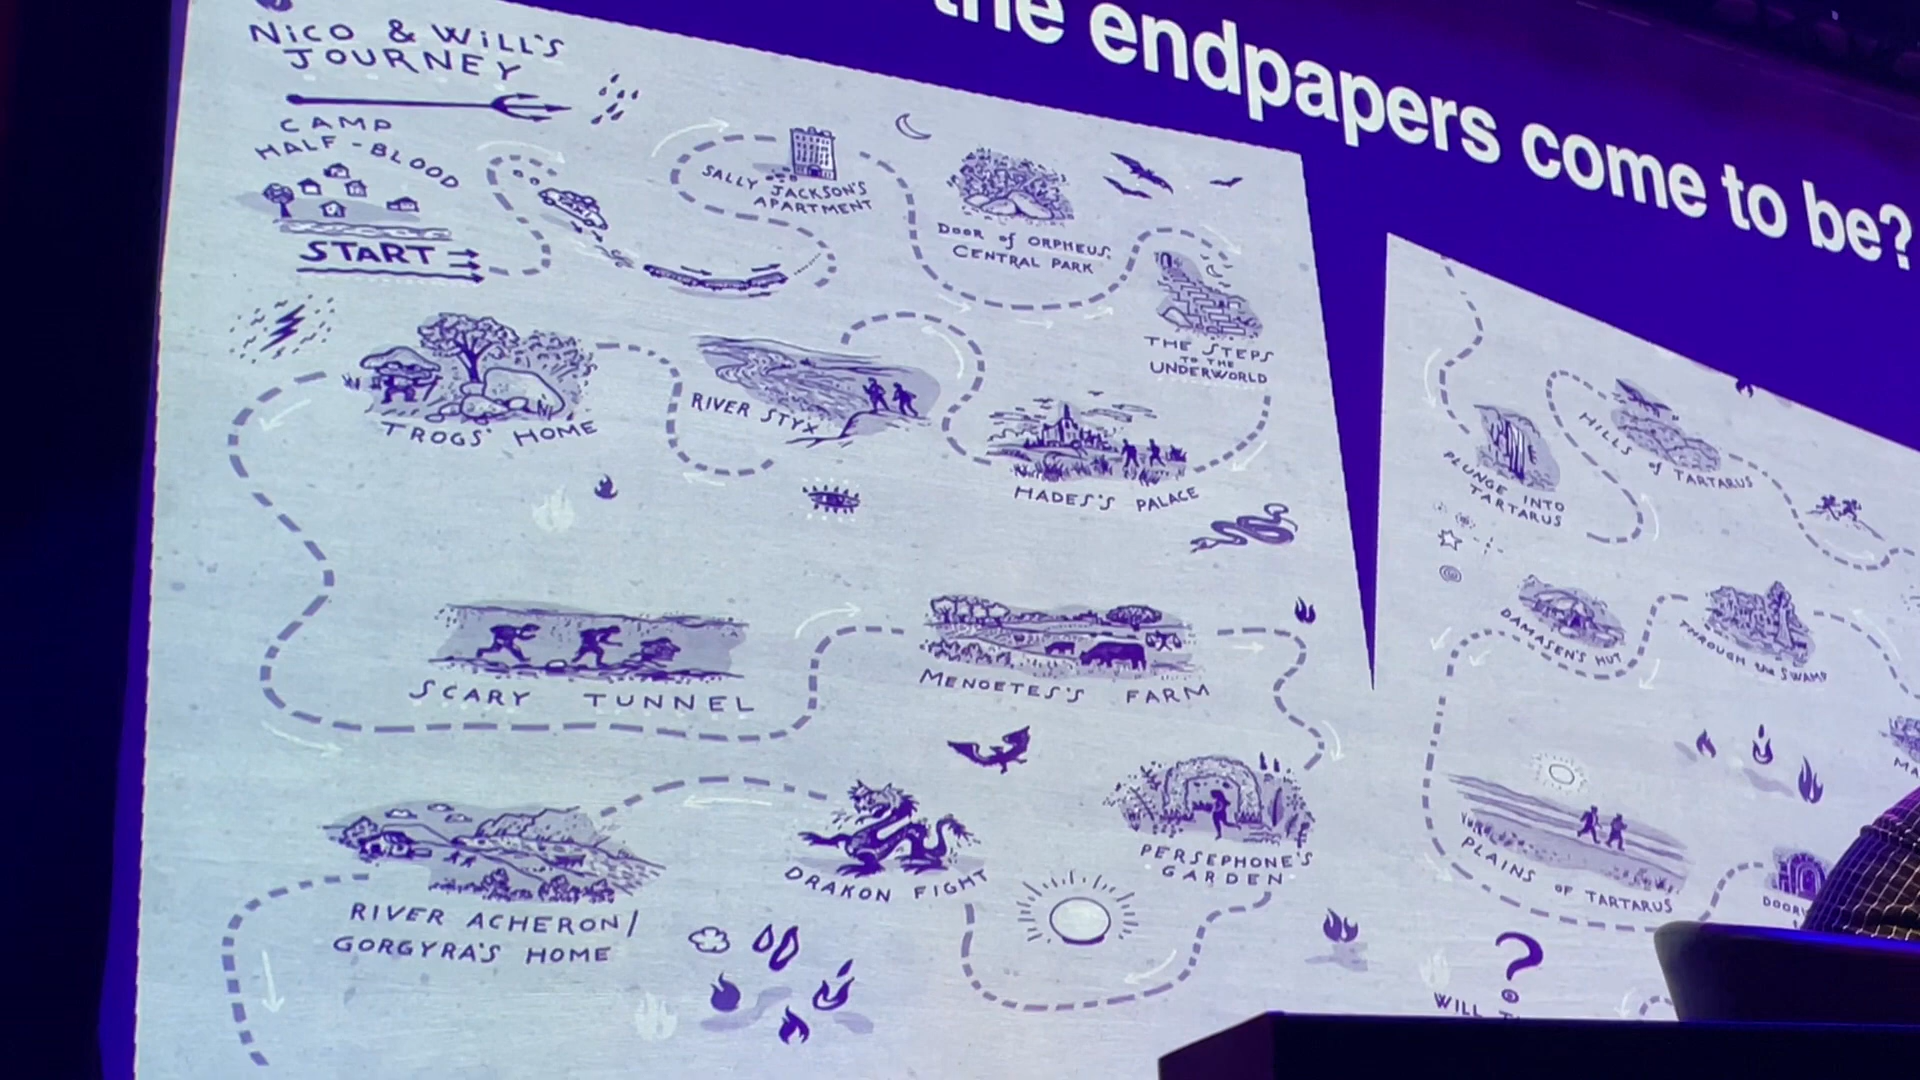 the endpapers come to be?
NiCO & WiLL'S
JOURNEY
CAMP
HALF-BLOOD
START
SALLY JACKSON'S
APARTMENT
DOOR of ORPHEUS,
CENTRAL PARK
THE STEPS
TO THE
UNDERWORLD
TROGS' HOME
RIVER STYX
HADES'S PALACE
SCARY TUNNEL
MENOETES'S FARM
PERSEPHONE'S
GARDEN
DRAKON FIGHT
RIVER ACHERON/
GORGYRA'S HOME
PLUNGE INTO
TARTARUS
HILLS of TARTARUS
DAMASEN'S HUT
THROUGH the SWAMP
PLAINS OF TARTARUS
?
WILL